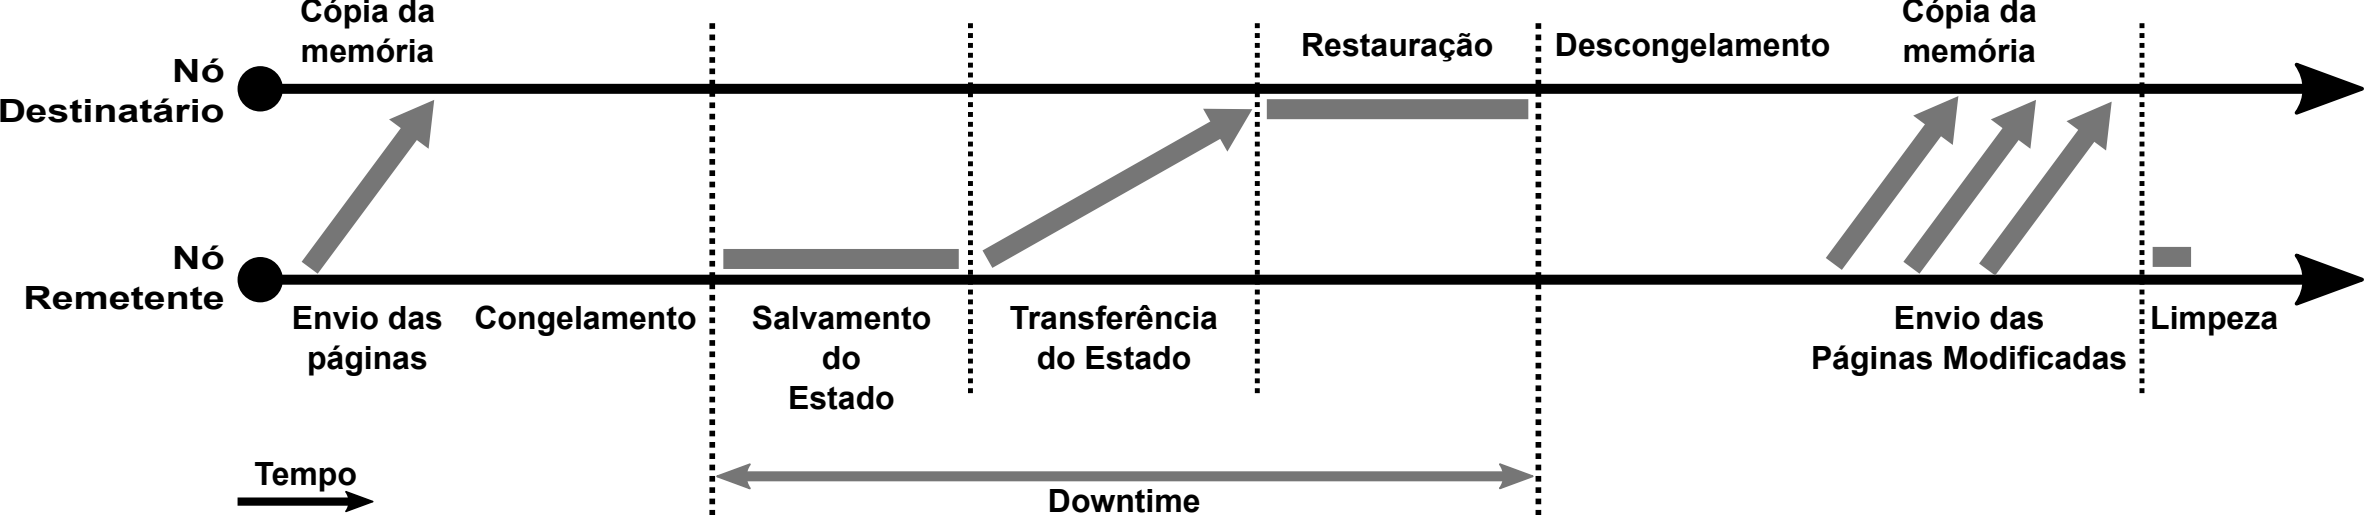 Cópia da
memória
Nó
Destinatário
Restauração
Descongelamento
Cópia da
memória
Nó
Remetente
Envio das
páginas
Congelamento
Salvamento
do
Estado
Transferência
do Estado
Envio das
Páginas Modificadas
Limpeza
Tempo
Downtime